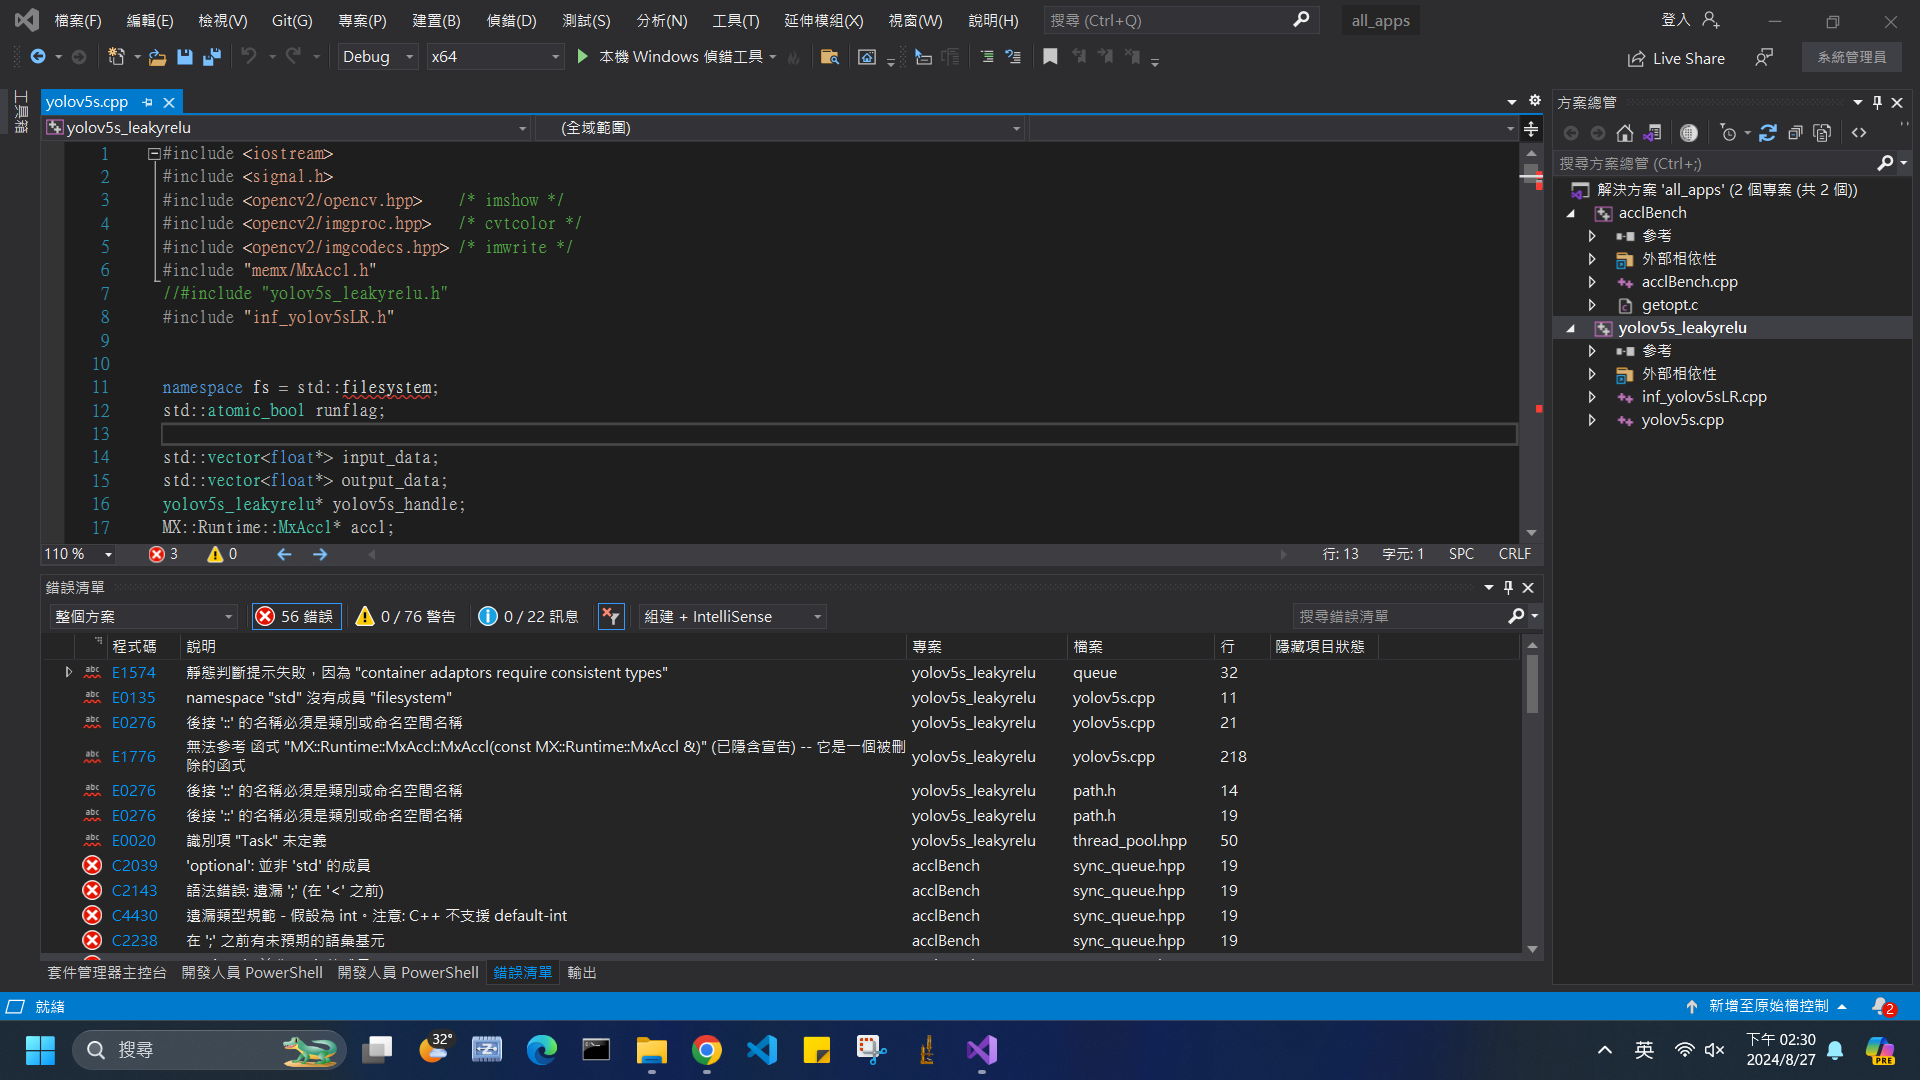 檔案(F) 編輯(E) 檢視(V) Git(G) 專案(P) 建置(B) 偵錯(D) 測試(S) 分析(N) 工具(T) 延伸模組(X) 視窗(W) 說明(H) 搜尋 (Ctrl+Q) all_apps 登入
Debug x64 本機 Windows 偵錯工具 Live Share 系統管理員
工具箱
yolov5s.cpp
yolov5s_leakyrelu (全域範圍)
1 #include <iostream>
2 #include <signal.h>
3 #include <opencv2/opencv.hpp> /* imshow */
4 #include <opencv2/imgproc.hpp> /* cvtcolor */
5 #include <opencv2/imgcodecs.hpp> /* imwrite */
6 #include "memx/MxAccl.h"
7 //#include "yolov5s_leakyrelu.h"
8 #include "inf_yolov5sLR.h"
9
10
11 namespace fs = std::filesystem;
12 std::atomic_bool runflag;
13
14 std::vector<float*> input_data;
15 std::vector<float*> output_data;
16 yolov5s_leakyrelu* yolov5s_handle;
17 MX::Runtime::MxAccl* accl;
110 % 3 0 行: 13 字元: 1 SPC CRLF
方案總管
搜尋方案總管 (Ctrl+;)
解決方案 'all_apps' (2 個專案 (共 2 個))
acclBench
參考
外部相依性
acclBench.cpp
getopt.c
yolov5s_leakyrelu
參考
外部相依性
inf_yolov5sLR.cpp
yolov5s.cpp
錯誤清單
整個方案 56 錯誤 0 / 76 警告 0 / 22 訊息 組建 + IntelliSense 搜尋錯誤清單
程式碼 說明 專案 檔案 行 隱藏項目狀態
abc E1574 靜態判斷提示失敗，因為 "container adaptors require consistent types" yolov5s_leakyrelu queue 32
abc E0135 namespace "std" 沒有成員 "filesystem" yolov5s_leakyrelu yolov5s.cpp 11
abc E0276 後接 '::' 的名稱必須是類別或命名空間名稱 yolov5s_leakyrelu yolov5s.cpp 21
abc E1776 無法參考 函式 "MX::Runtime::MxAccl::MxAccl(const MX::Runtime::MxAccl &)" (已隱含宣告) -- 它是一個被刪
除的函式 yolov5s_leakyrelu yolov5s.cpp 218
abc E0276 後接 '::' 的名稱必須是類別或命名空間名稱 yolov5s_leakyrelu path.h 14
abc E0276 後接 '::' 的名稱必須是類別或命名空間名稱 yolov5s_leakyrelu path.h 19
abc E0020 識別項 "Task" 未定義 yolov5s_leakyrelu thread_pool.hpp 50
C2039 'optional': 並非 'std' 的成員 acclBench sync_queue.hpp 19
C2143 語法錯誤: 遺漏 ';' (在 '<' 之前) acclBench sync_queue.hpp 19
C4430 遺漏類型規範 - 假設為 int。注意: C++ 不支援 default-int acclBench sync_queue.hpp 19
C2238 在 ';' 之前有未預期的語彙基元 acclBench sync_queue.hpp 19
套件管理器主控台 開發人員 PowerShell 開發人員 PowerShell 錯誤清單 輸出
就緒 新增至原始檔控制 2
搜尋 32° 英 下午 02:30
2024/8/27 PRE